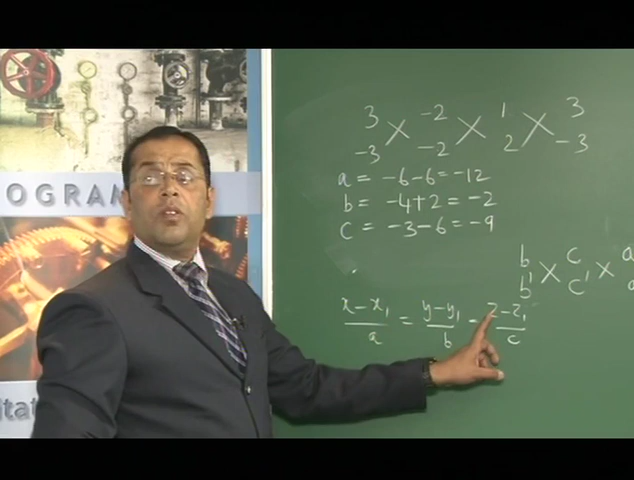 3 -2 1 3
-3 × -2 × 2 × -3
a = -6-6 = -12
b = -4+2 = -2
c = -3-6 = -9
b c a
b' × c' × a
x-x₁/a = y-y₁/b = z-z₁/c
OGRAM
itat